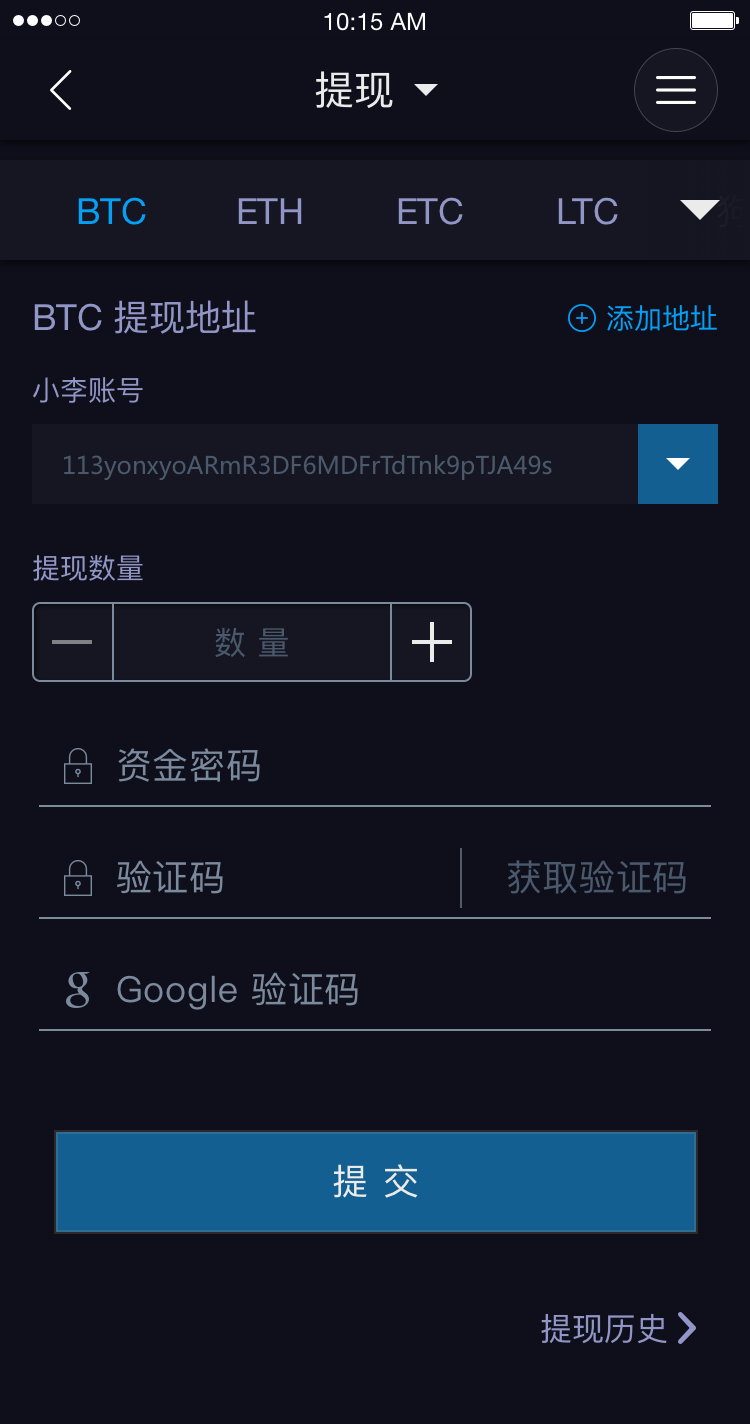 10:15 AM
提现
BTC ETH ETC LTC
BTC 提现地址 添加地址
小李账号
113yonxyoARmR3DF6MDFrTdTnk9pTJA49s
提现数量
数 量
资金密码
验证码 获取验证码
Google 验证码
提 交
提现历史